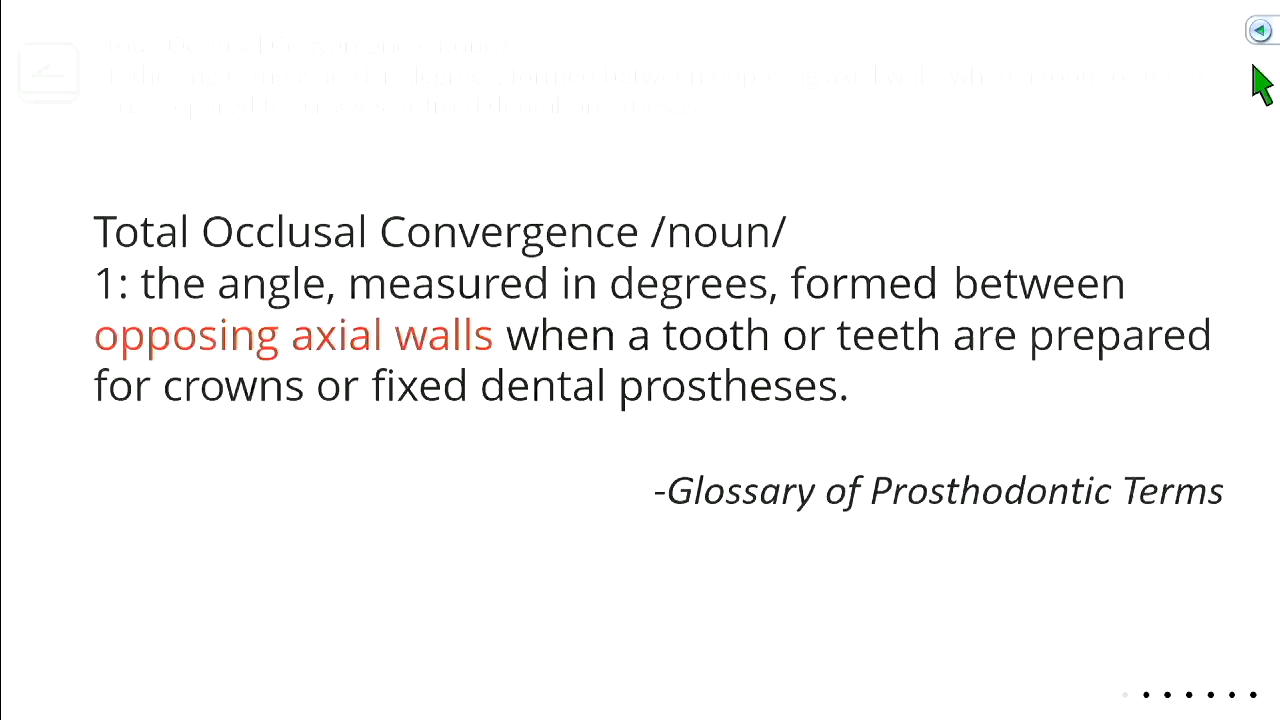 Total Occlusal Convergence /noun/
1: the angle, measured in degrees, formed between
opposing axial walls when a tooth or teeth are prepared
for crowns or fixed dental prostheses.
-Glossary of Prosthodontic Terms